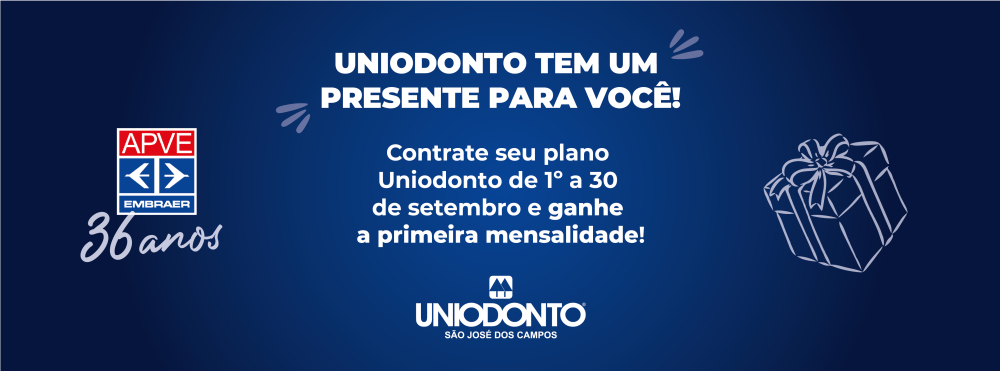 UNIODONTO TEM UM
PRESENTE PARA VOCÊ!
APVE
EMBRAER
36 anos
Contrate seu plano
Uniodonto de 1º a 30
de setembro e ganhe
a primeira mensalidade!
UNIODONTO®
SÃO JOSÉ DOS CAMPOS